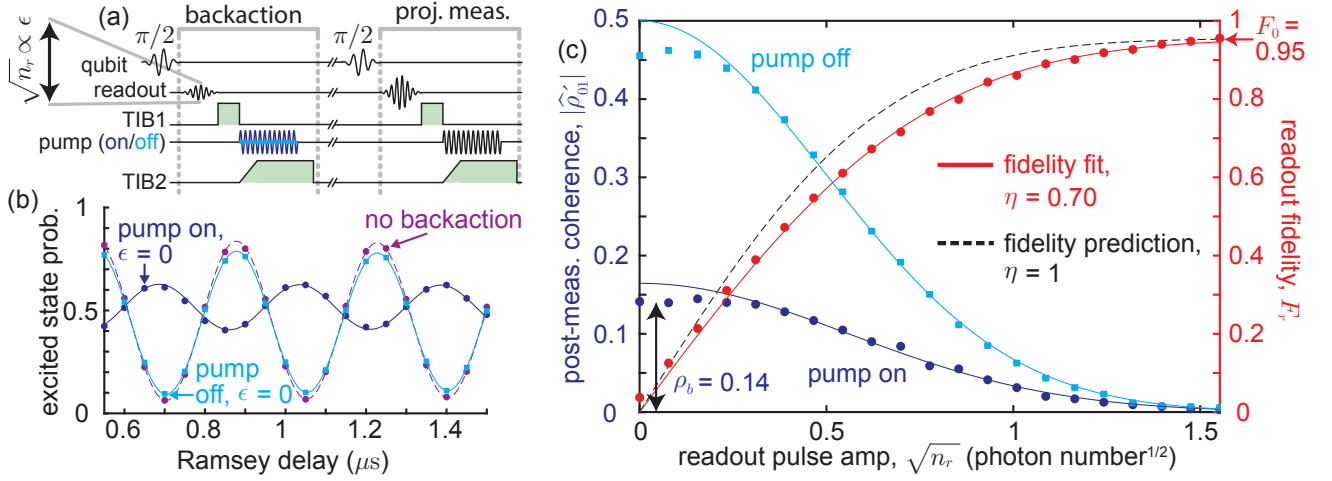 (a)
backaction
proj. meas.
√n_r ∝ ϵ
π/2
π/2
qubit
readout
TIB1
pump (on/off)
TIB2
(b)
1
0.5
0
excited state prob.
pump on,
ϵ = 0
no backaction
pump
off, ϵ = 0
0.6
0.8
1
1.2
1.4
Ramsey delay (μs)
(c)
0.5
0.4
0.3
0.2
0.1
0
post-meas. coherence, |ρ̂′₀₁|
pump off
pump on
ρ_b = 0.14
fidelity fit,
η = 0.70
fidelity prediction,
η = 1
F₀ =
0.95
1
0.8
0.6
0.4
0.2
0
readout fidelity, F_r
0
0.5
1
1.5
readout pulse amp, √n_r (photon number^1/2)